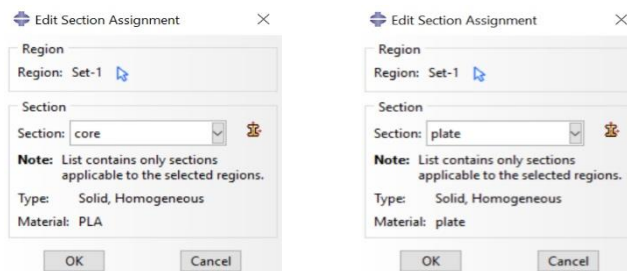 Edit Section Assignment
Region
Region: Set-1
Section
Section: core
Note: List contains only sections
applicable to the selected regions.
Type: Solid, Homogeneous
Material: PLA
OK Cancel
Edit Section Assignment
Region
Region: Set-1
Section
Section: plate
Note: List contains only sections
applicable to the selected regions.
Type: Solid, Homogeneous
Material: plate
OK Cancel